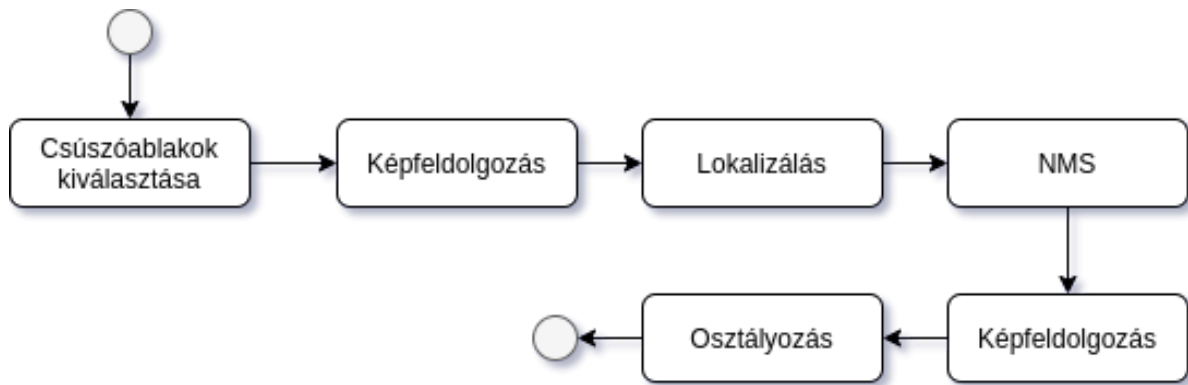 Csúszóablakok
kiválasztása
Képfeldolgozás
Lokalizálás
NMS
Képfeldolgozás
Osztályozás